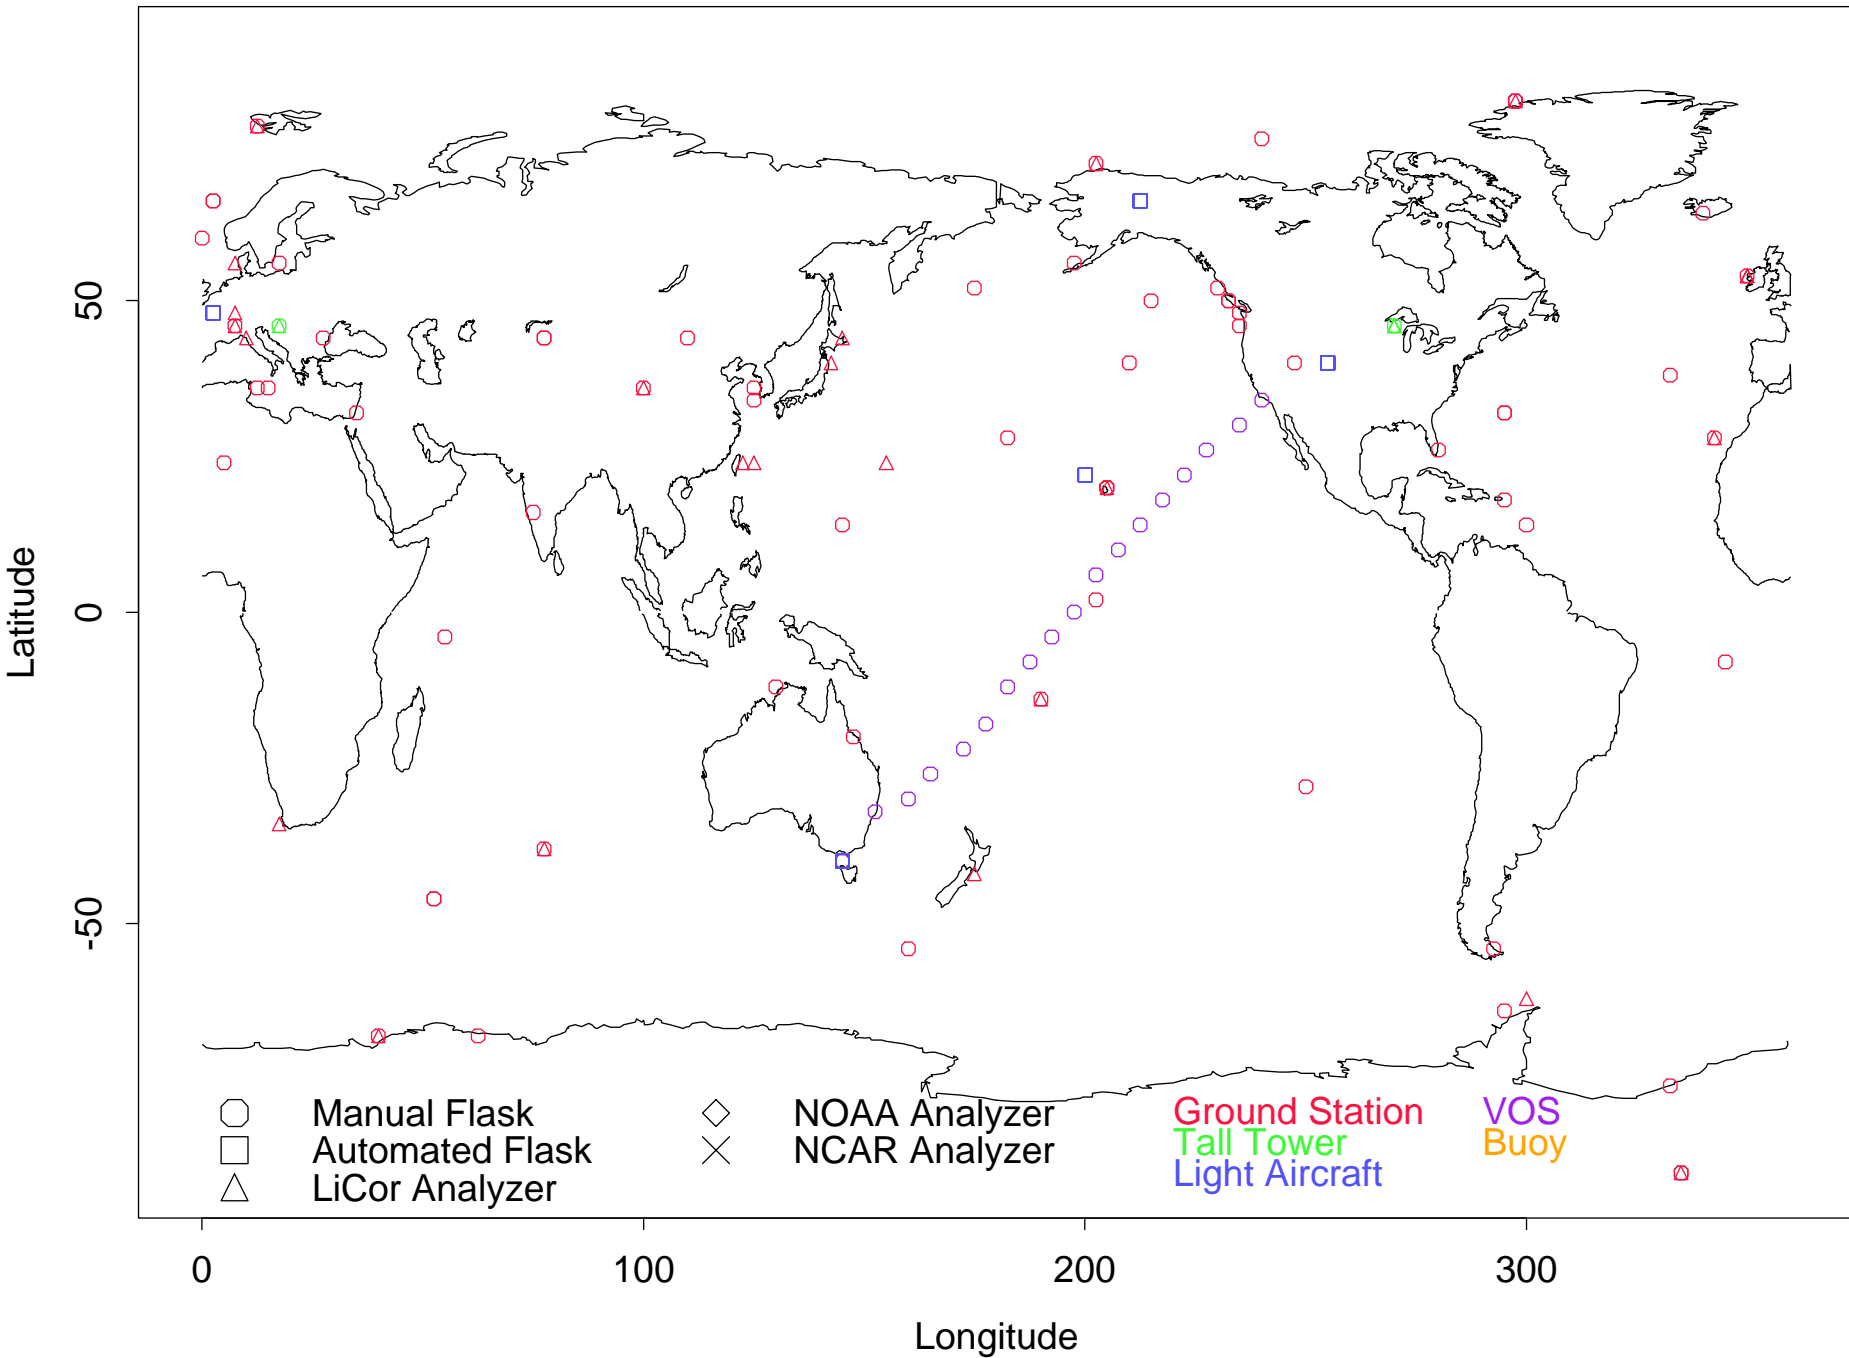 50
0
-50
Latitude
Manual Flask
Automated Flask
LiCor Analyzer
NOAA Analyzer
NCAR Analyzer
Ground Station
Tall Tower
Light Aircraft
VOS
Buoy
0 100 200 300
Longitude